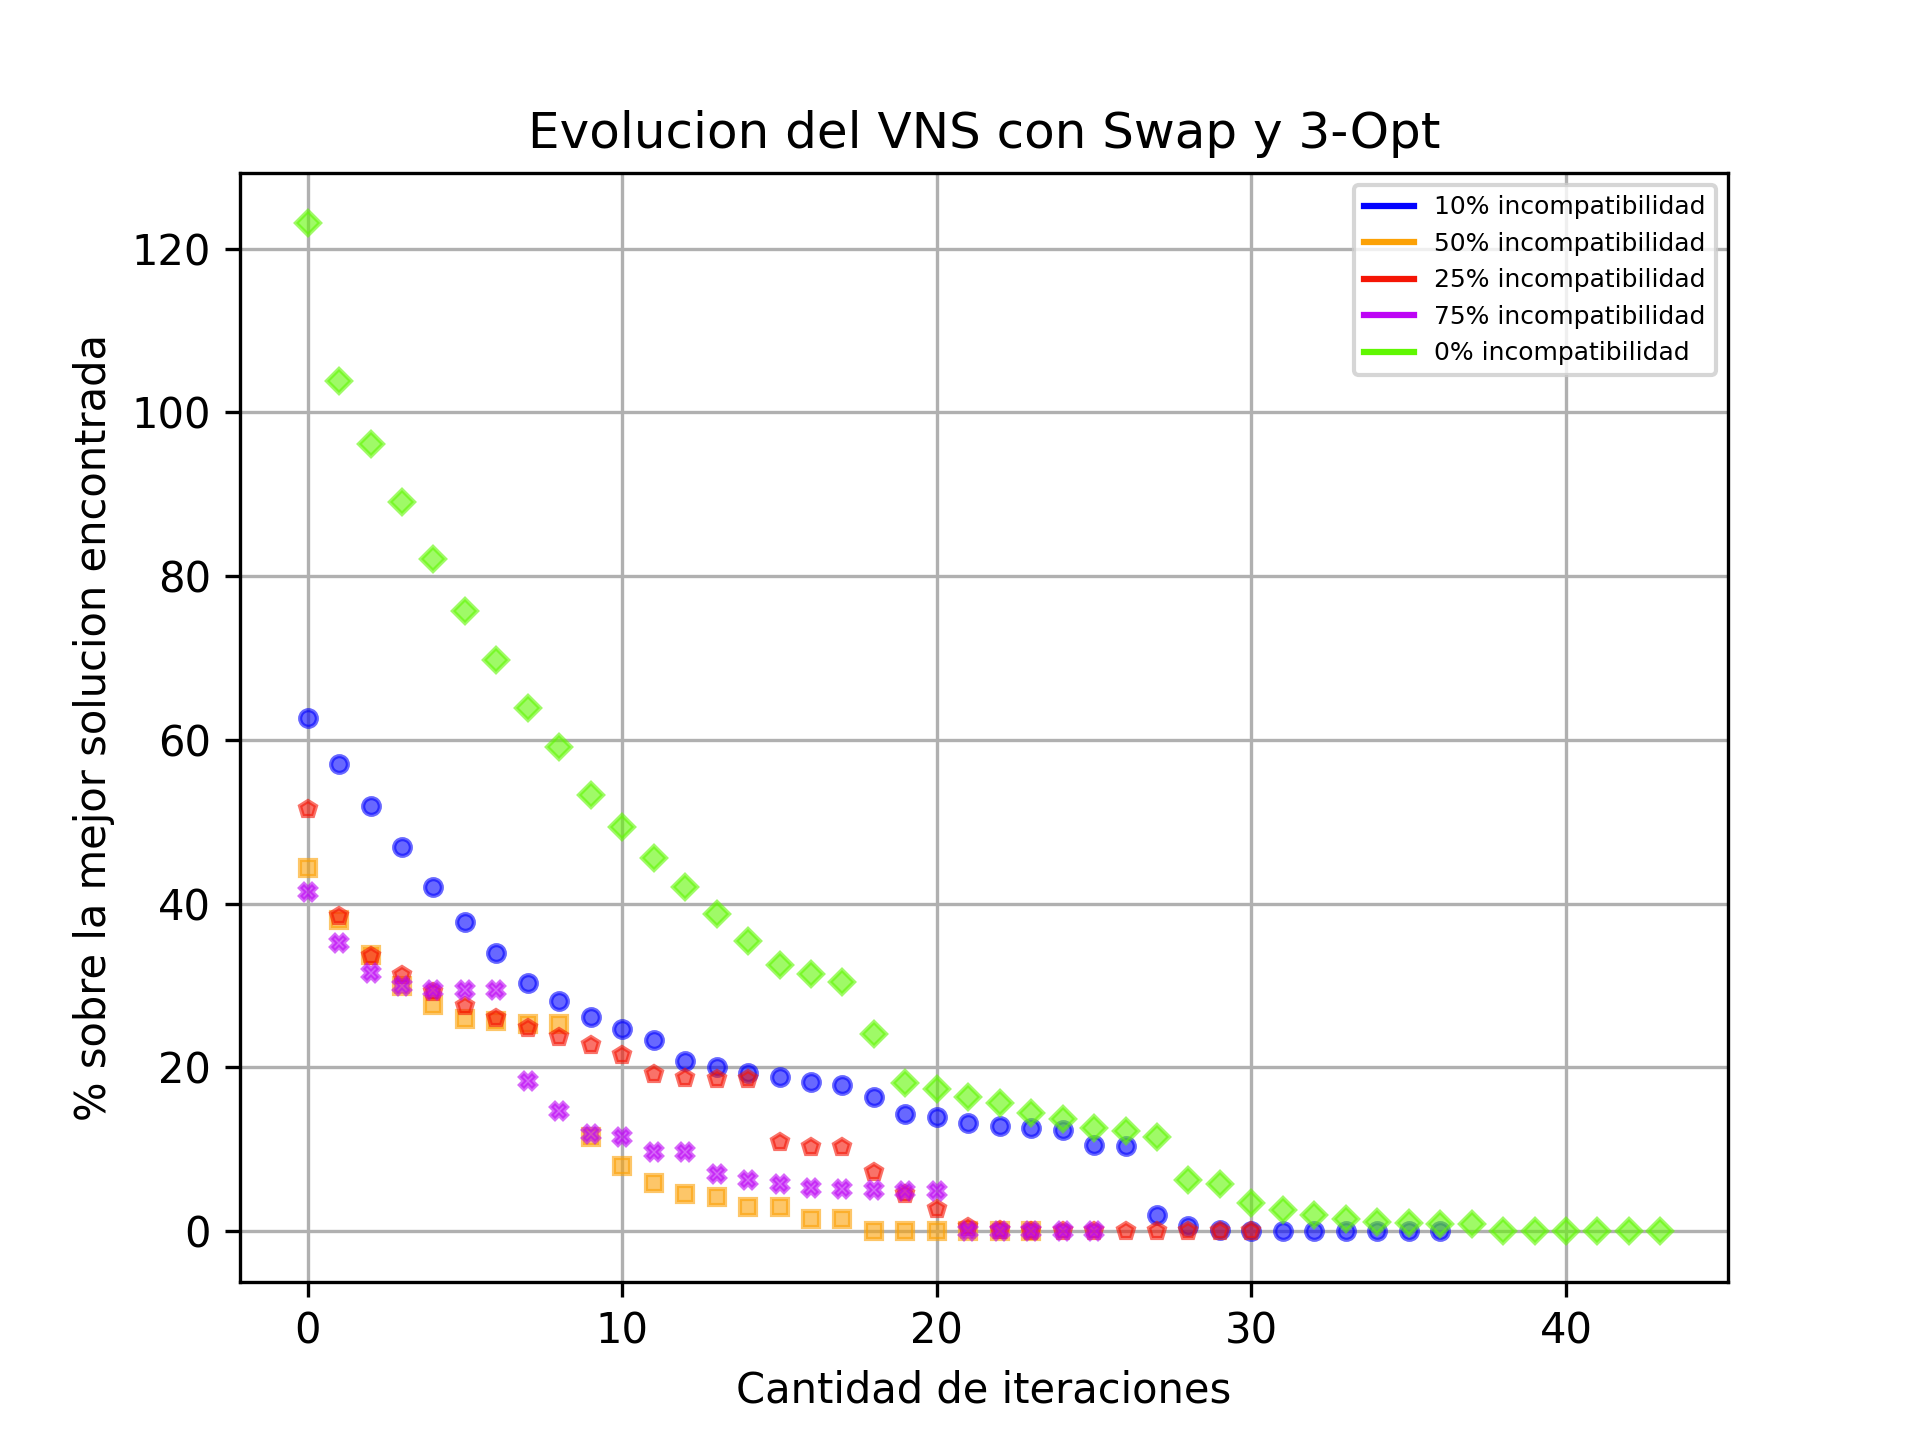 Evolucion del VNS con Swap y 3-Opt
% sobre la mejor solucion encontrada
120
100
80
60
40
20
0
10% incompatibilidad
50% incompatibilidad
25% incompatibilidad
75% incompatibilidad
0% incompatibilidad
0 10 20 30 40
Cantidad de iteraciones